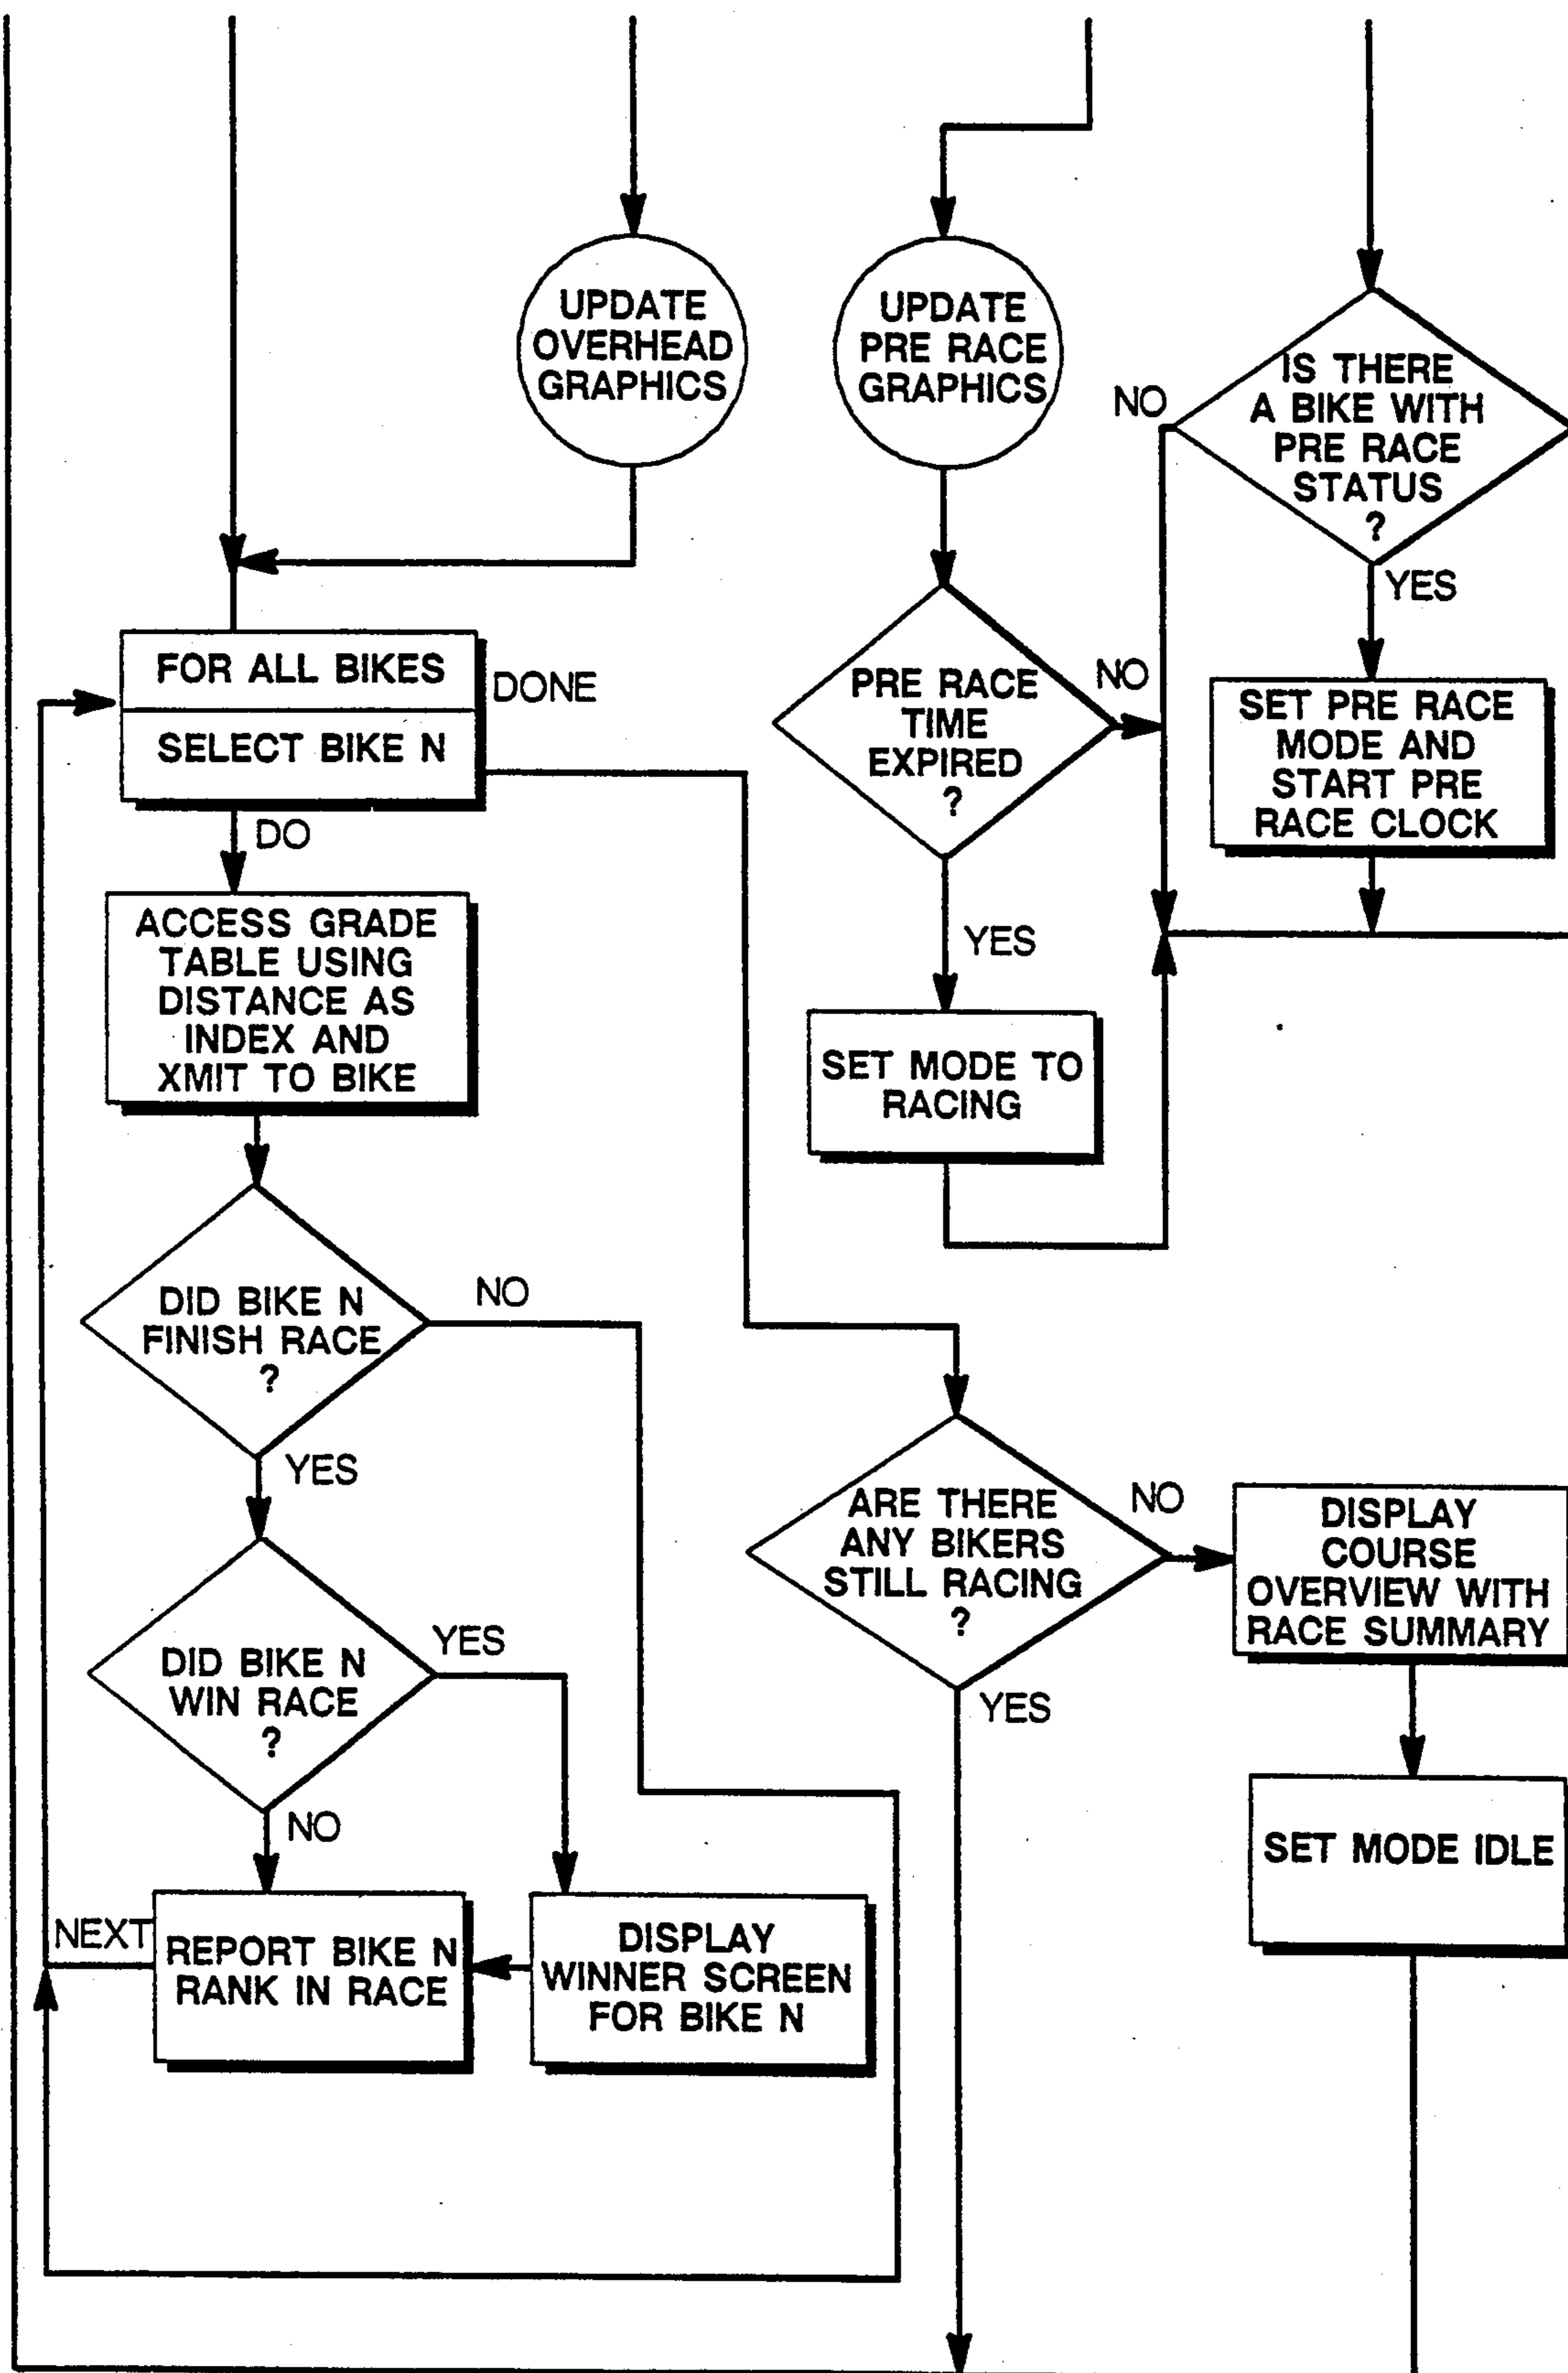 UPDATE
OVERHEAD
GRAPHICS
UPDATE
PRE RACE
GRAPHICS
IS THERE
A BIKE WITH
PRE RACE
STATUS
?
NO
YES
FOR ALL BIKES
SELECT BIKE N
DONE
DO
PRE RACE
TIME
EXPIRED
?
NO
YES
SET PRE RACE
MODE AND
START PRE
RACE CLOCK
ACCESS GRADE
TABLE USING
DISTANCE AS
INDEX AND
XMIT TO BIKE
SET MODE TO
RACING
DID BIKE N
FINISH RACE
?
NO
YES
ARE THERE
ANY BIKERS
STILL RACING
?
NO
YES
DISPLAY
COURSE
OVERVIEW WITH
RACE SUMMARY
DID BIKE N
WIN RACE
?
YES
NO
SET MODE IDLE
NEXT
REPORT BIKE N
RANK IN RACE
DISPLAY
WINNER SCREEN
FOR BIKE N